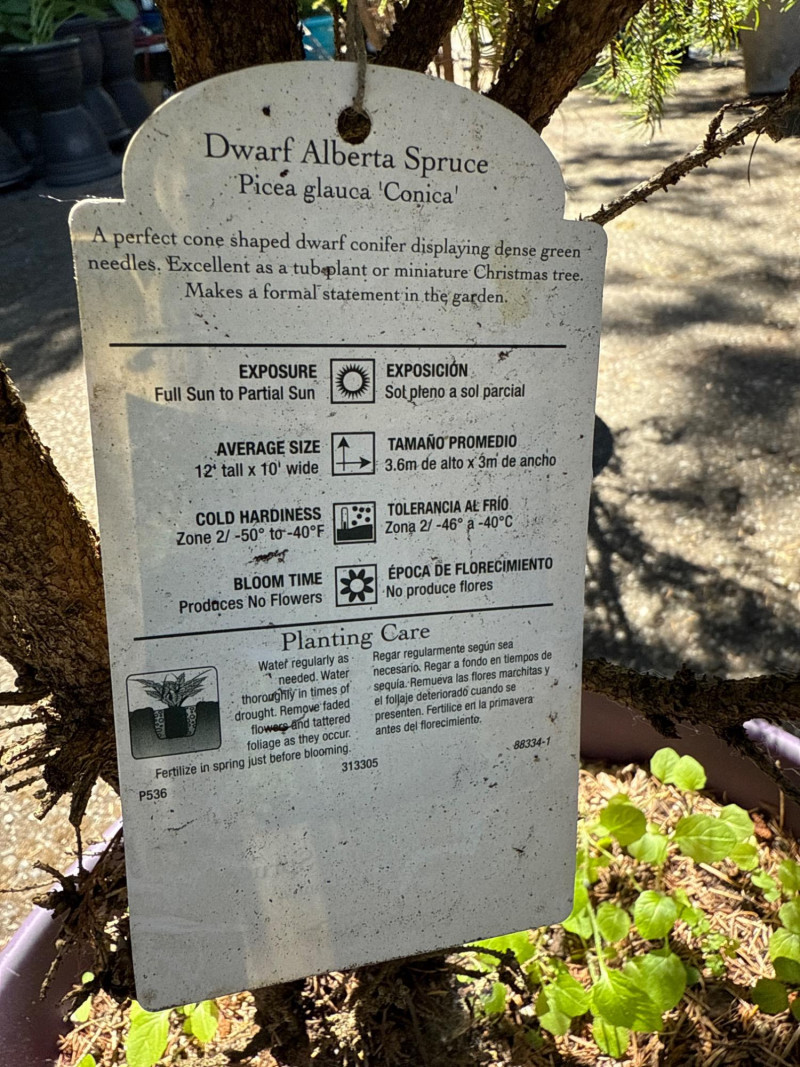 Dwarf Alberta Spruce
Picea glauca 'Conica'
A perfect cone shaped dwarf conifer displaying dense green
needles. Excellent as a tub plant or miniature Christmas tree.
Makes a formal statement in the garden.
EXPOSURE
Full Sun to Partial Sun
EXPOSICIÓN
Sol pleno a sol parcial
AVERAGE SIZE
12' tall x 10' wide
TAMAÑO PROMEDIO
3.6m de alto x 3m de ancho
COLD HARDINESS
Zone 2/ -50° to -40°F
TOLERANCIA AL FRÍO
Zona 2/ -46° a -40°C
BLOOM TIME
Produces No Flowers
ÉPOCA DE FLORECIMIENTO
No produce flores
Planting Care
Water regularly as
needed. Water
thoroughly in times of
drought. Remove faded
flowers and tattered
foliage as they occur.
Fertilize in spring just before blooming.
Regar regularmente según sea
necesario. Regar a fondo en tiempos de
sequía. Remueva las flores marchitas y
el follaje deteriorado cuando se
presenten. Fertilice en la primavera
antes del florecimiento.
P536
313305
88334-1